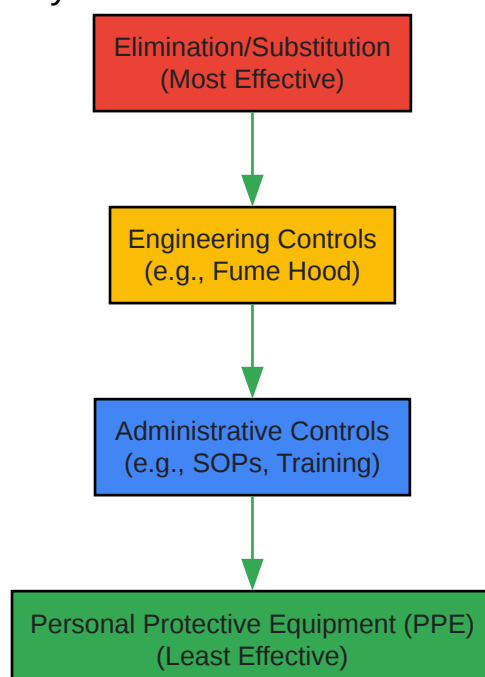 Elimination/Substitution
(Most Effective)
Engineering Controls
(e.g., Fume Hood)
Administrative Controls
(e.g., SOPs, Training)
Personal Protective Equipment (PPE)
(Least Effective)